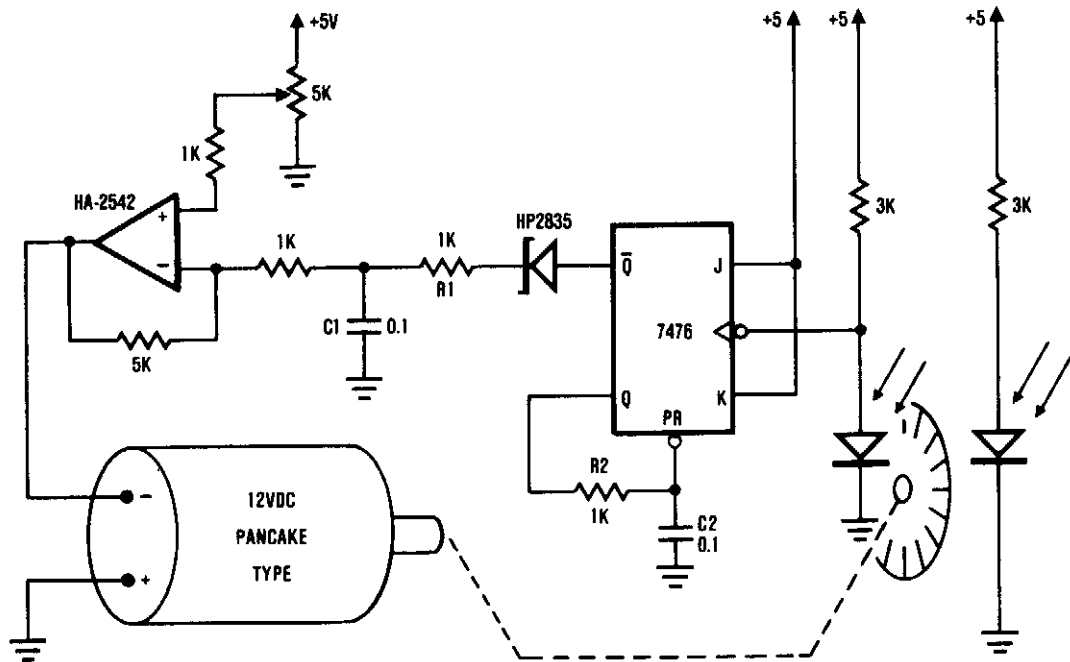 +5V
5K
1K
HA-2542
+
−
5K
1K
C1
0.1
1K
R1
HP2835
Q̅
J
7476
Q
K
PR
R2
1K
C2
0.1
+5
+5
+5
3K
3K
−
12VDC
PANCAKE
TYPE
+